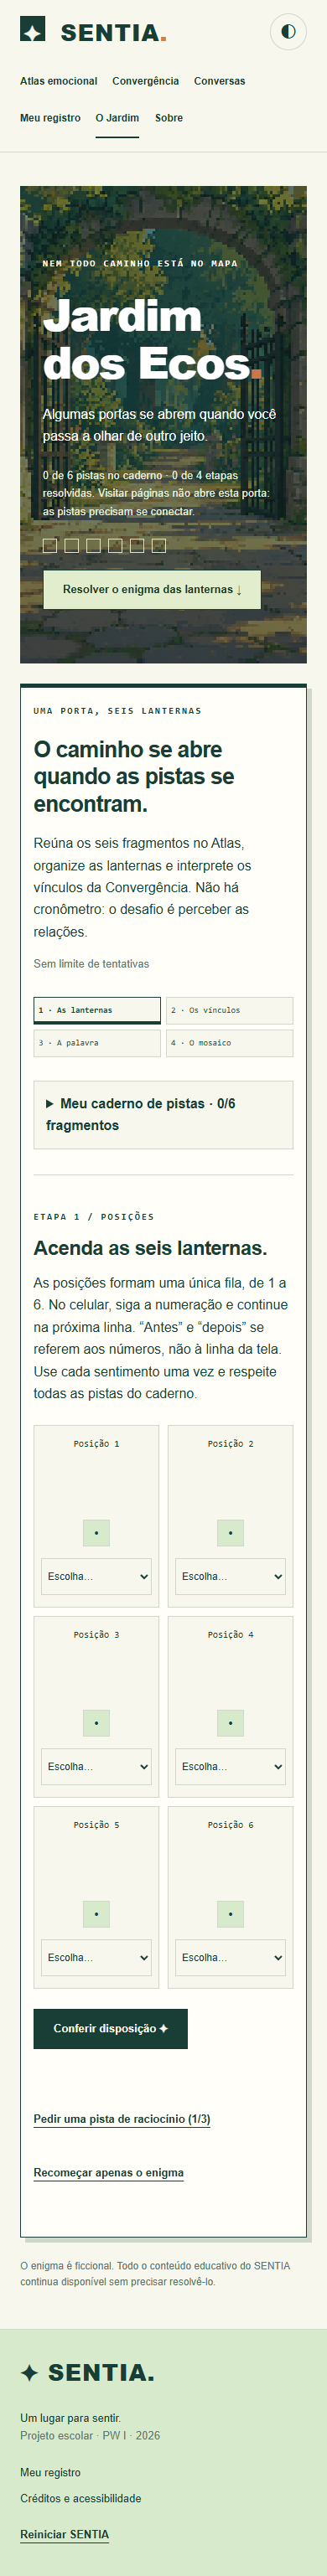 SENTIA.
Atlas emocional Convergência Conversas
Meu registro O Jardim Sobre
NEM TODO CAMINHO ESTÁ NO MAPA
Jardim
dos Ecos.
Algumas portas se abrem quando você
passa a olhar de outro jeito.
0 de 6 pistas no caderno · 0 de 4 etapas
resolvidas. Visitar páginas não abre esta porta:
as pistas precisam se conectar.
Resolver o enigma das lanternas ↓
UMA PORTA, SEIS LANTERNAS
O caminho se abre
quando as pistas se
encontram.
Reúna os seis fragmentos no Atlas,
organize as lanternas e interprete os
vínculos da Convergência. Não há
cronômetro: o desafio é perceber as
relações.
Sem limite de tentativas
1 · As lanternas 2 · Os vínculos
3 · A palavra 4 · O mosaico
▶ Meu caderno de pistas · 0/6
fragmentos
ETAPA 1 / POSIÇÕES
Acenda as seis lanternas.
As posições formam uma única fila, de 1 a
6. No celular, siga a numeração e continue
na próxima linha. “Antes” e “depois” se
referem aos números, não à linha da tela.
Use cada sentimento uma vez e respeite
todas as pistas do caderno.
Posição 1 Posição 2
Escolha... Escolha...
Posição 3 Posição 4
Escolha... Escolha...
Posição 5 Posição 6
Escolha... Escolha...
Conferir disposição ✦
Pedir uma pista de raciocínio (1/3)
Recomeçar apenas o enigma
O enigma é ficcional. Todo o conteúdo educativo do SENTIA
continua disponível sem precisar resolvê-lo.
✦ SENTIA.
Um lugar para sentir.
Projeto escolar · PW I · 2026
Meu registro
Créditos e acessibilidade
Reiniciar SENTIA